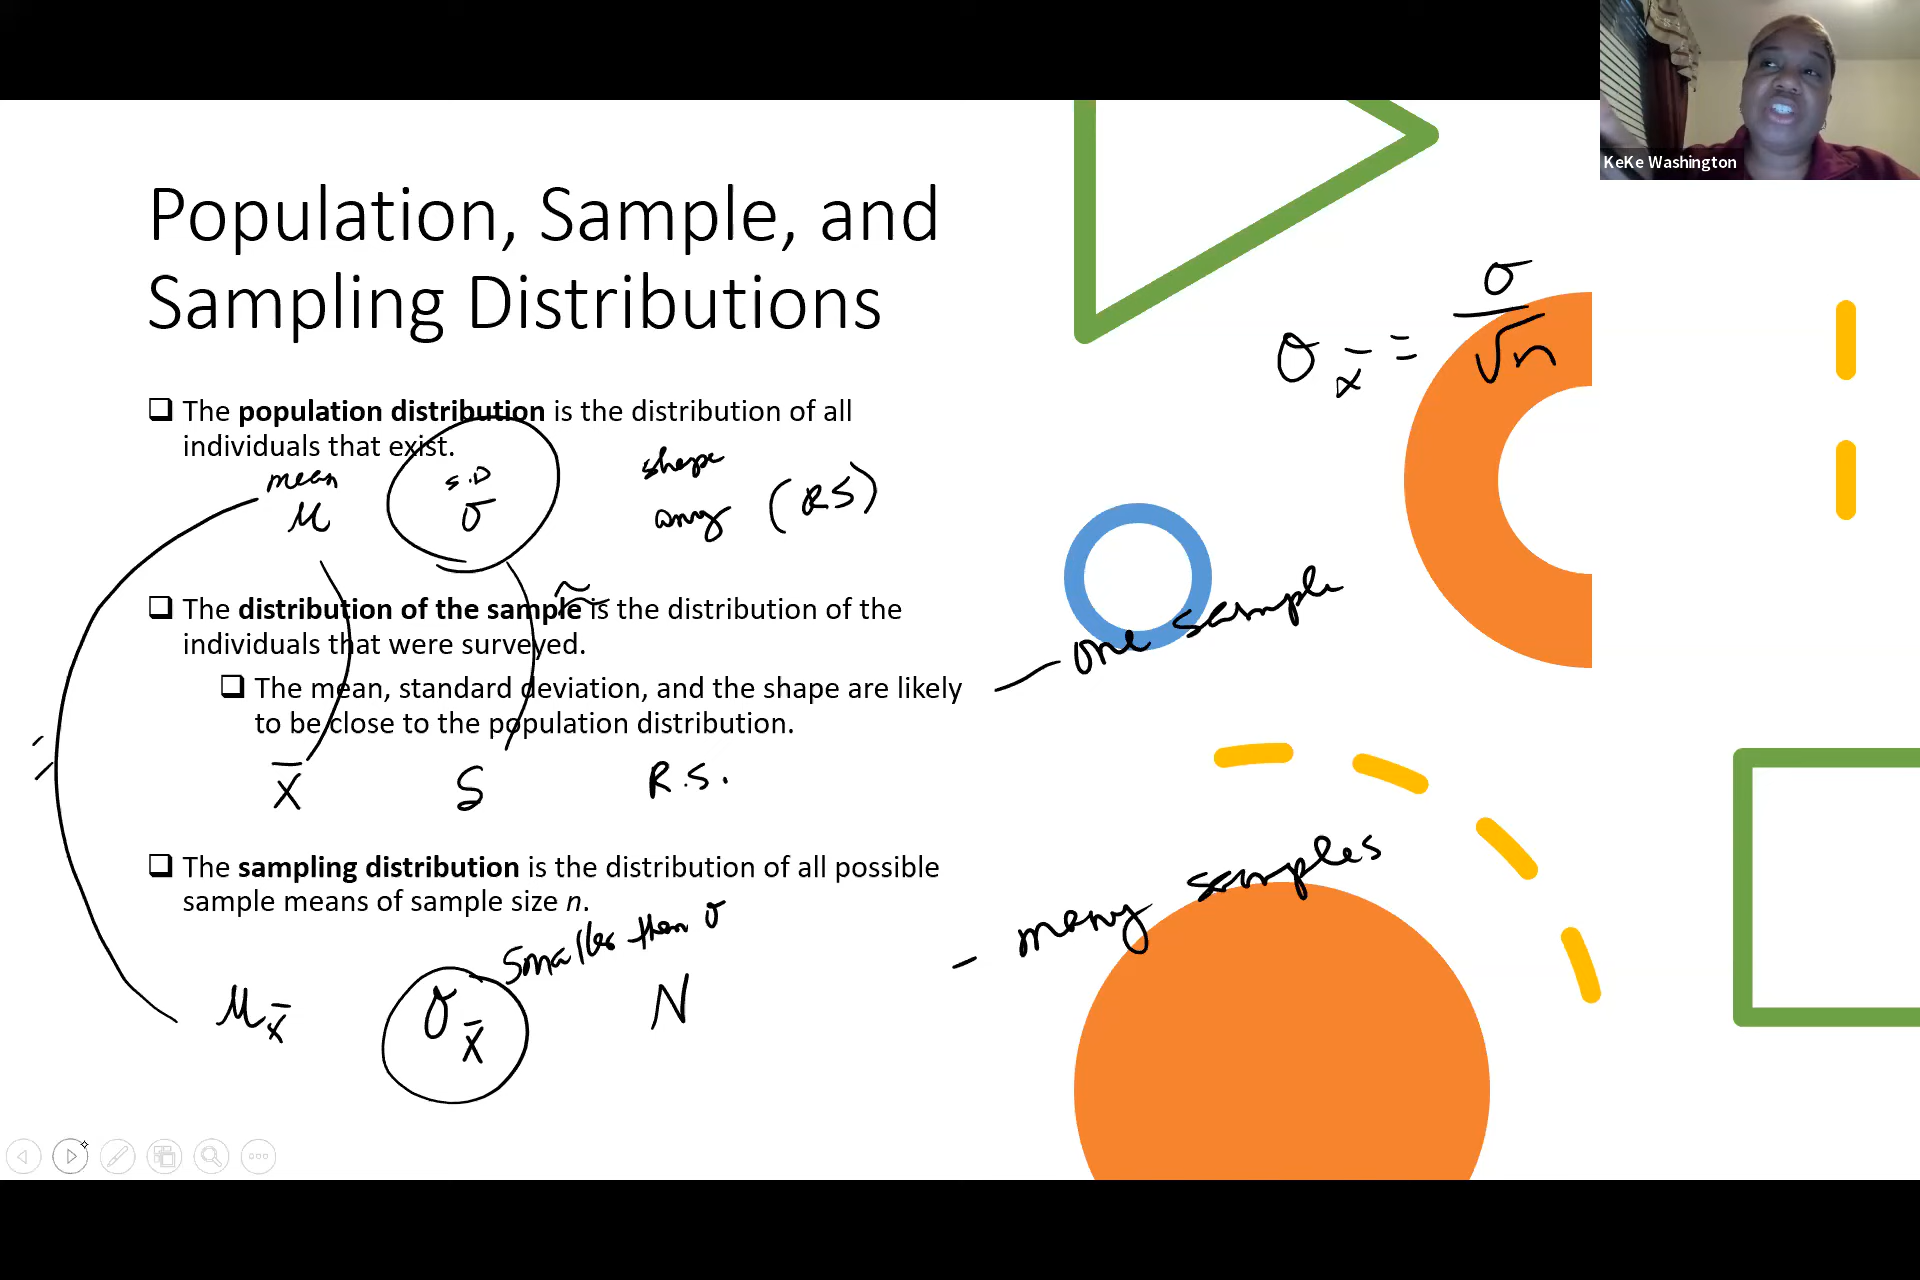 KeKe Washington
Population, Sample, and
Sampling Distributions
σ
σ x̄ = √n
❑ The population distribution is the distribution of all
individuals that exist.
mean s.D shape
μ σ any (RS)
❑ The distribution of the sample is the distribution of the
individuals that were surveyed.
one sample
❑ The mean, standard deviation, and the shape are likely
to be close to the population distribution.
x̄ S R.S.
❑ The sampling distribution is the distribution of all possible
sample means of sample size n.
many samples
smaller than σ
μx̄ σx̄ N